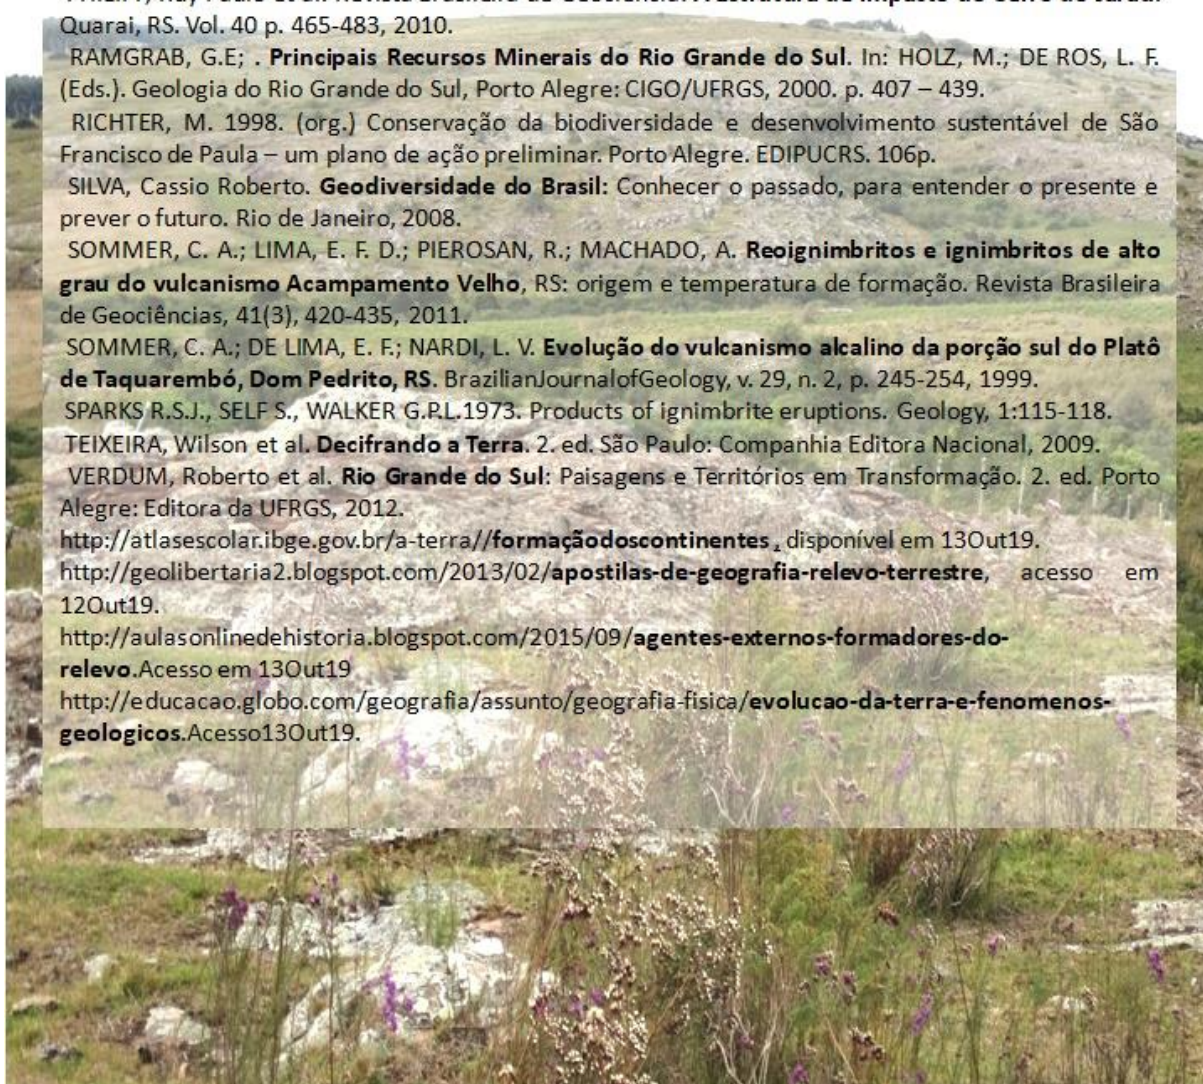 Quarai, RS. Vol. 40 p. 465-483, 2010.
RAMGRAB, G.E; . Principais Recursos Minerais do Rio Grande do Sul. In: HOLZ, M.; DE ROS, L. F.
(Eds.). Geologia do Rio Grande do Sul, Porto Alegre: CIGO/UFRGS, 2000. p. 407 – 439.
RICHTER, M. 1998. (org.) Conservação da biodiversidade e desenvolvimento sustentável de São
Francisco de Paula – um plano de ação preliminar. Porto Alegre. EDIPUCRS. 106p.
SILVA, Cassio Roberto. Geodiversidade do Brasil: Conhecer o passado, para entender o presente e
prever o futuro. Rio de Janeiro, 2008.
SOMMER, C. A.; LIMA, E. F. D.; PIEROSAN, R.; MACHADO, A. Reoignimbritos e ignimbritos de alto
grau do vulcanismo Acampamento Velho, RS: origem e temperatura de formação. Revista Brasileira
de Geociências, 41(3), 420-435, 2011.
SOMMER, C. A.; DE LIMA, E. F.; NARDI, L. V. Evolução do vulcanismo alcalino da porção sul do Platô
de Taquarembó, Dom Pedrito, RS. BrazilianJournalofGeology, v. 29, n. 2, p. 245-254, 1999.
SPARKS R.S.J., SELF S., WALKER G.P.L.1973. Products of ignimbrite eruptions. Geology, 1:115-118.
TEIXEIRA, Wilson et al. Decifrando a Terra. 2. ed. São Paulo: Companhia Editora Nacional, 2009.
VERDUM, Roberto et al. Rio Grande do Sul: Paisagens e Territórios em Transformação. 2. ed. Porto
Alegre: Editora da UFRGS, 2012.
http://atlasescolar.ibge.gov.br/a-terra//formaçãodoscontinentes , disponível em 13Out19.
http://geolibertaria2.blogspot.com/2013/02/apostilas-de-geografia-relevo-terrestre, acesso em
12Out19.
http://aulasonlinedehistoria.blogspot.com/2015/09/agentes-externos-formadores-do-
relevo.Acesso em 13Out19
http://educacao.globo.com/geografia/assunto/geografia-fisica/evolucao-da-terra-e-fenomenos-
geologicos.Acesso13Out19.